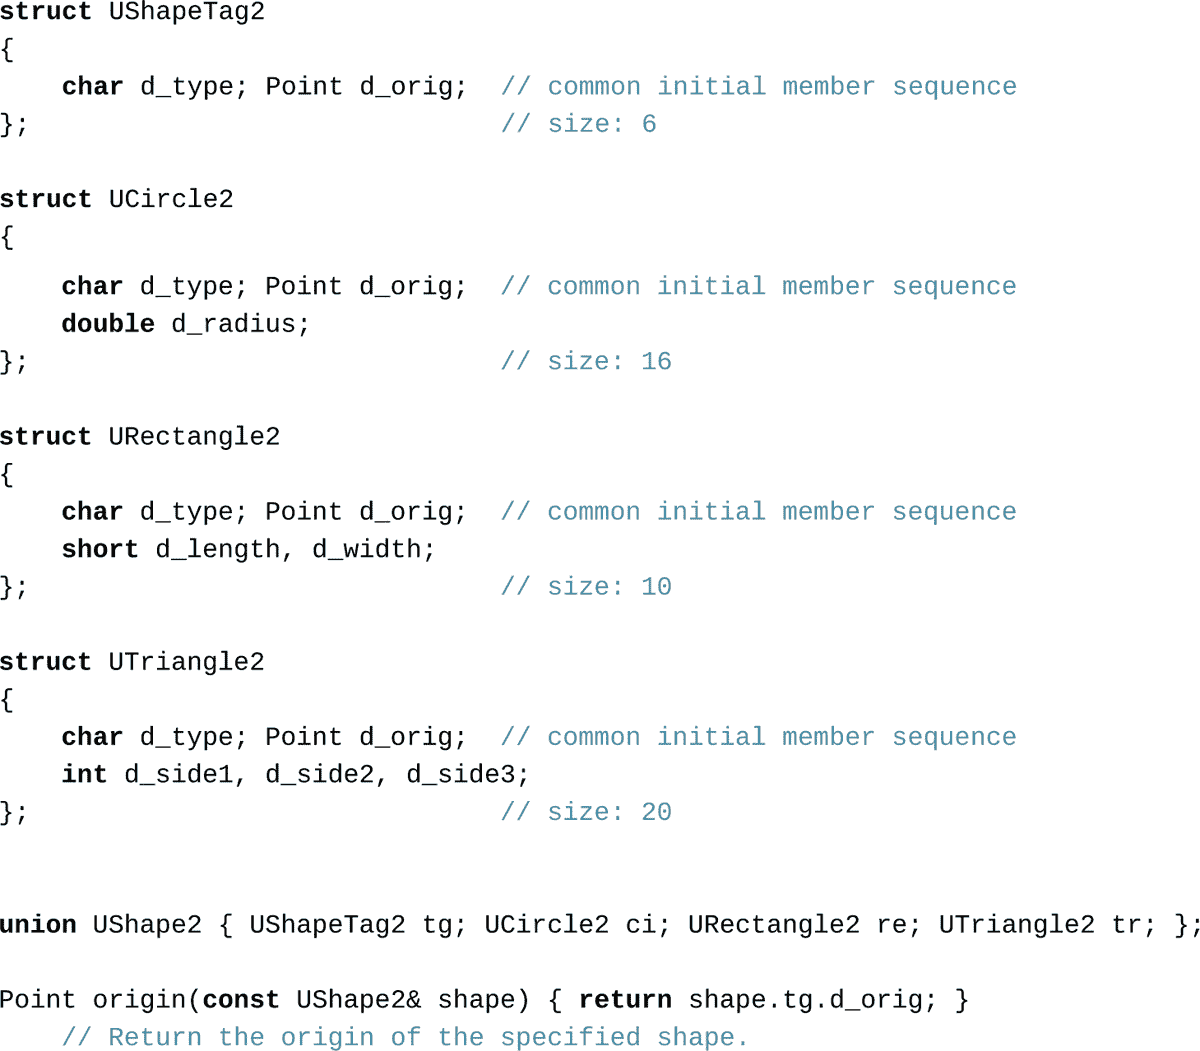 struct UShapeTag2
{
    char d_type; Point d_orig;  // common initial member sequence
};                              // size: 6

struct UCircle2
{
    char d_type; Point d_orig;  // common initial member sequence
    double d_radius;
};                              // size: 16

struct URectangle2
{
    char d_type; Point d_orig;  // common initial member sequence
    short d_length, d_width;
};                              // size: 10

struct UTriangle2
{
    char d_type; Point d_orig;  // common initial member sequence
    int d_side1, d_side2, d_side3;
};                              // size: 20

union UShape2 { UShapeTag2 tg; UCircle2 ci; URectangle2 re; UTriangle2 tr; };

Point origin(const UShape2& shape) { return shape.tg.d_orig; }
    // Return the origin of the specified shape.